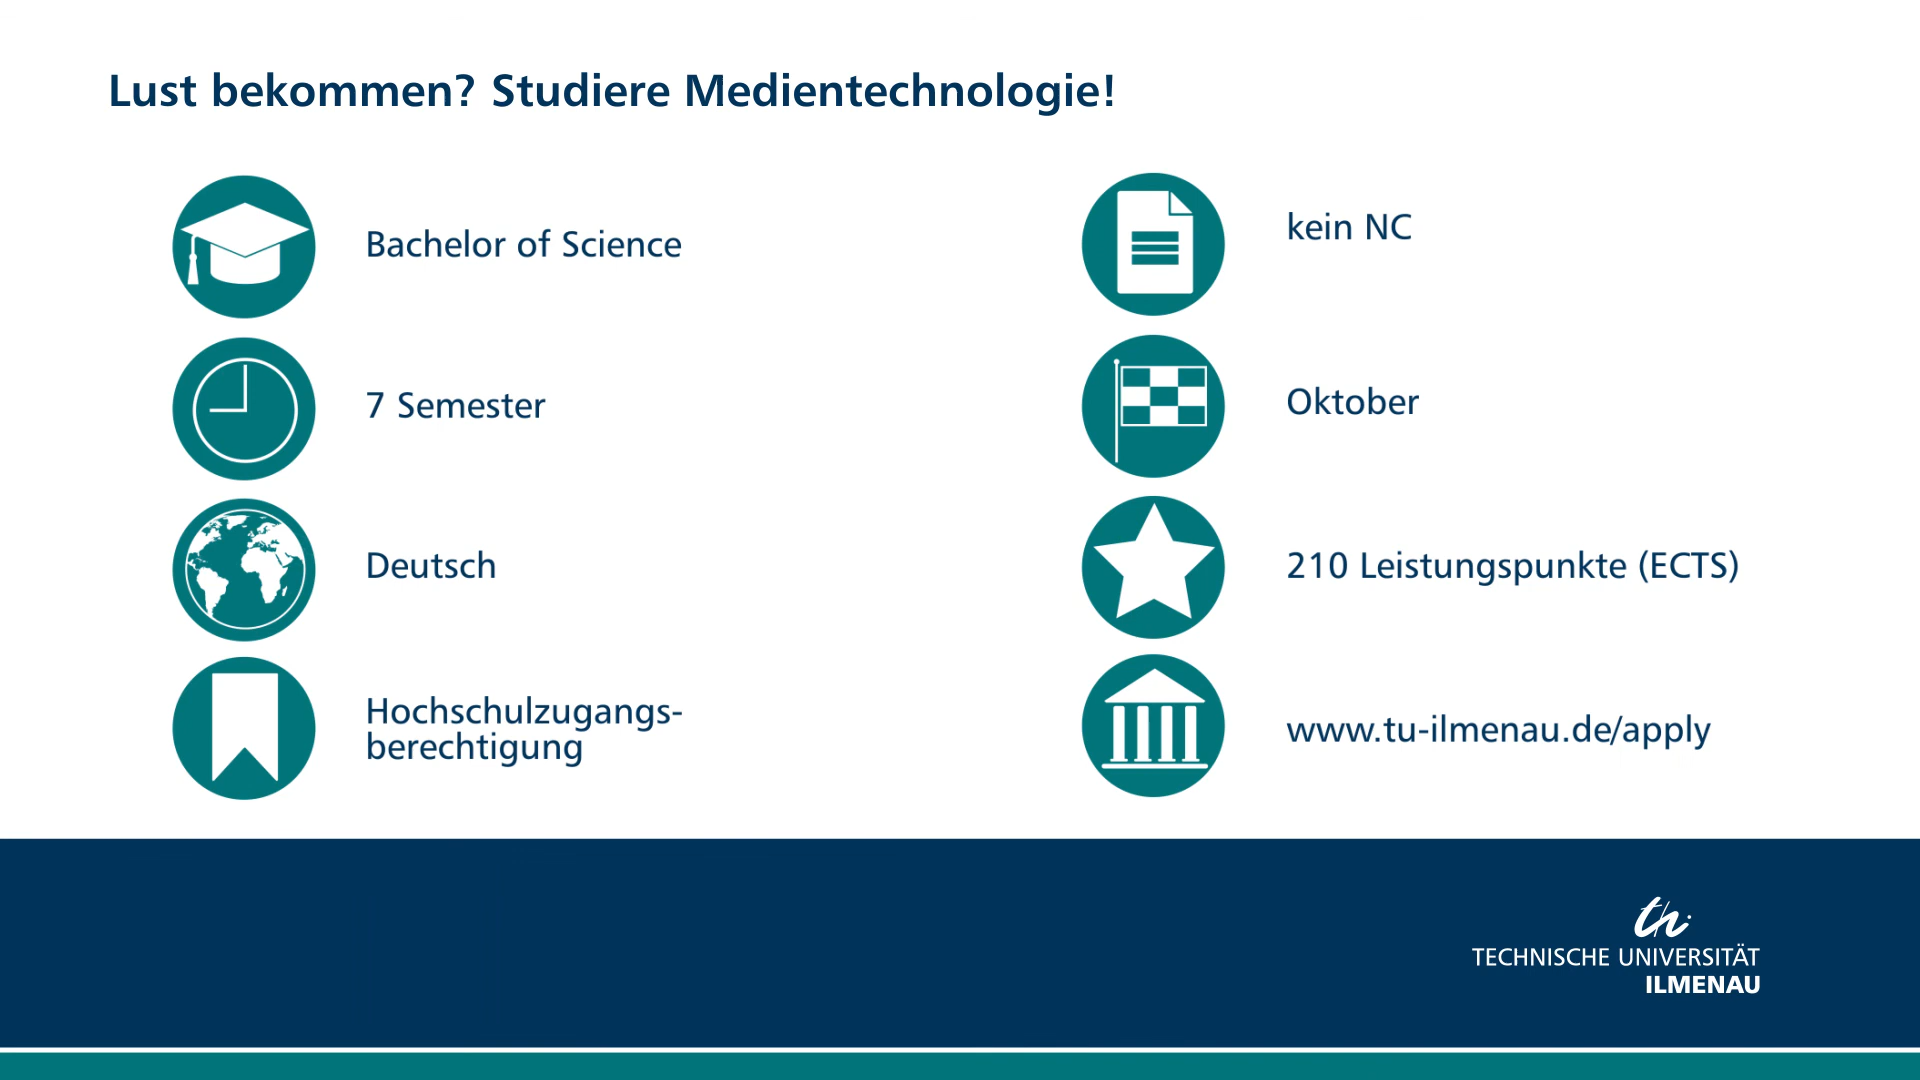 Lust bekommen? Studiere Medientechnologie!
Bachelor of Science
7 Semester
Deutsch
Hochschulzugangs-
berechtigung
kein NC
Oktober
210 Leistungspunkte (ECTS)
www.tu-ilmenau.de/apply
th
TECHNISCHE UNIVERSITÄT
ILMENAU